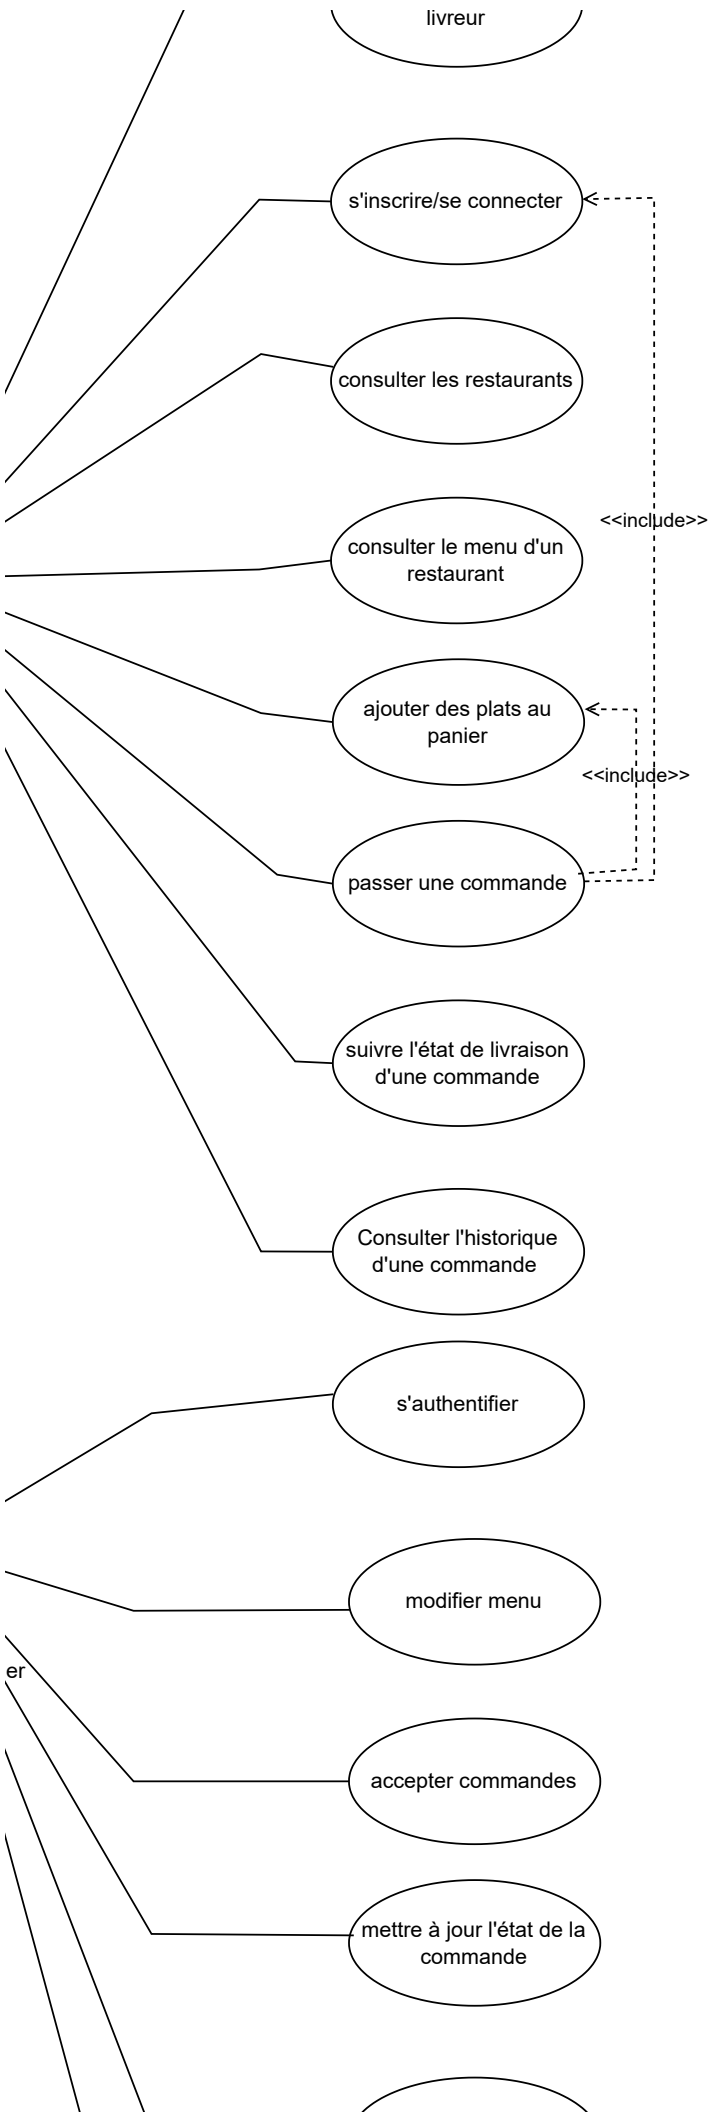 livreur
s'inscrire/se connecter
consulter les restaurants
<<include>>
consulter le menu d'un
restaurant
ajouter des plats au
panier
<<include>>
passer une commande
suivre l'état de livraison
d'une commande
Consulter l'historique
d'une commande
s'authentifier
modifier menu
er
accepter commandes
mettre à jour l'état de la
commande